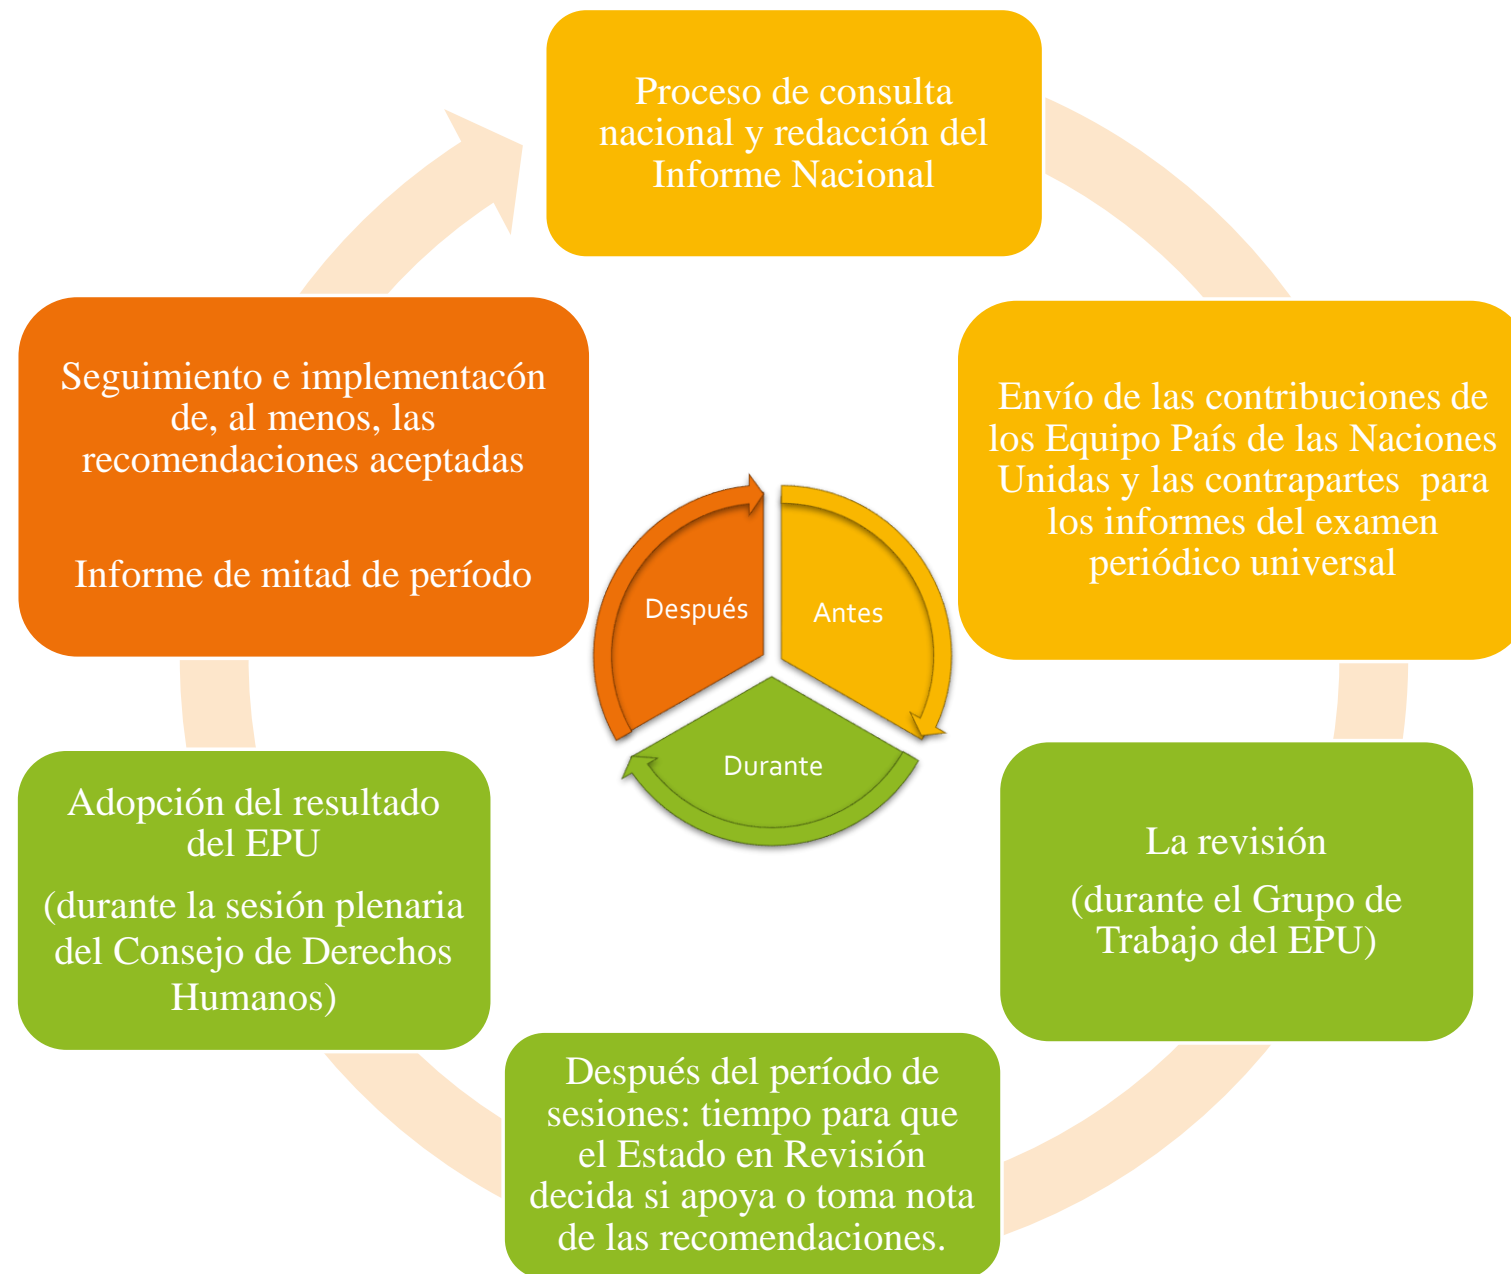 Proceso de consulta
nacional y redacción del
Informe Nacional
Envío de las contribuciones de
los Equipo País de las Naciones
Unidas y las contrapartes para
los informes del examen
periódico universal
La revisión
(durante el Grupo de
Trabajo del EPU)
Después del período de
sesiones: tiempo para que
el Estado en Revisión
decida si apoya o toma nota
de las recomendaciones.
Adopción del resultado
del EPU
(durante la sesión plenaria
del Consejo de Derechos
Humanos)
Seguimiento e implementacón
de, al menos, las
recomendaciones aceptadas
Informe de mitad de período
Antes
Durante
Después